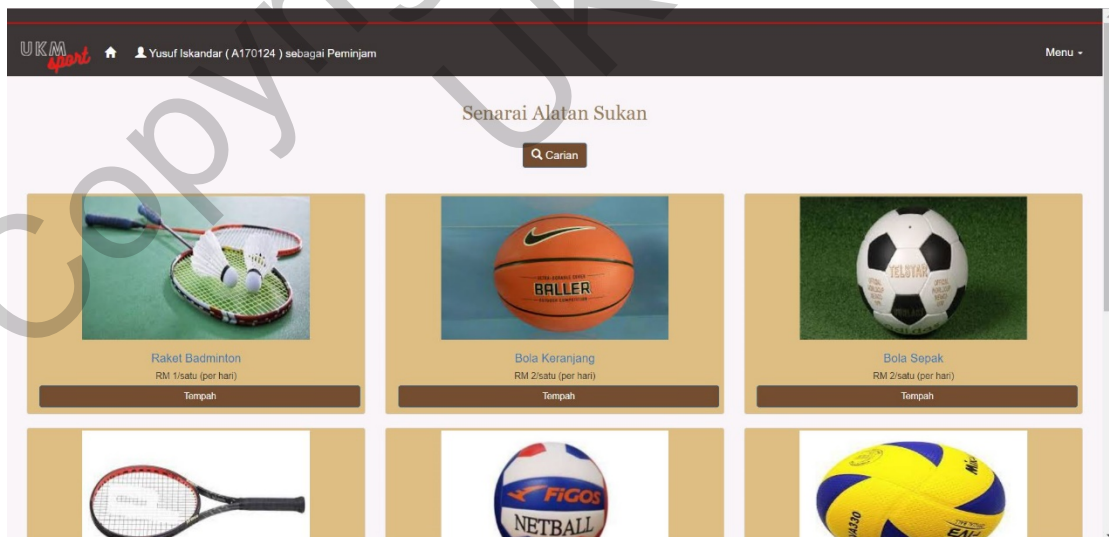 UKM sport
Yusuf Iskandar ( A170124 ) sebagai Peminjam
Menu
Senarai Alatan Sukan
Carian
BALLER
TELSTAR
Raket Badminton
Bola Keranjang
Bola Sepak
RM 1/satu (per hari)
RM 2/satu (per hari)
RM 2/satu (per hari)
Tempah
Tempah
Tempah
FIGOS
NETBALL